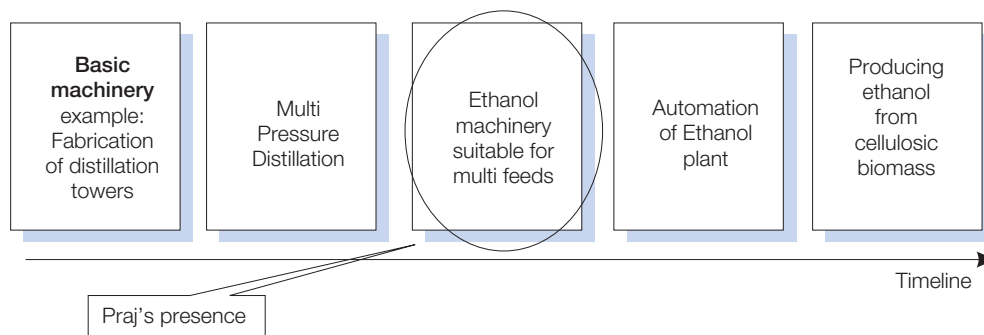 Basic
machinery
example:
Fabrication
of distillation
towers
Multi
Pressure
Distillation
Ethanol
machinery
suitable for
multi feeds
Automation
of Ethanol
plant
Producing
ethanol
from
cellulosic
biomass
Timeline
Praj's presence